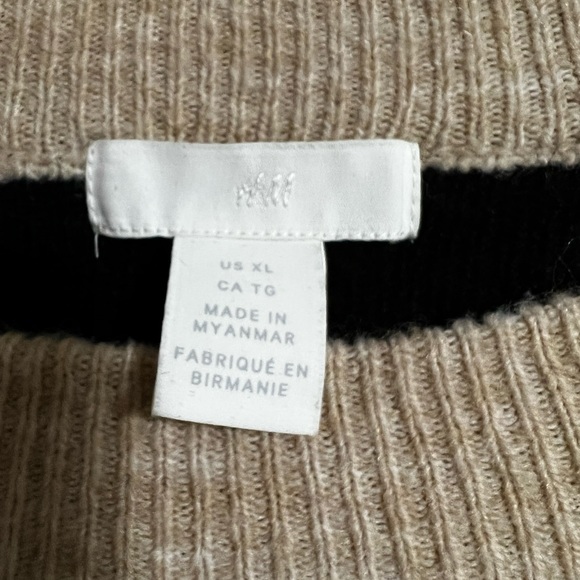 H&M
US XL
CA TG
MADE IN
MYANMAR
FABRIQUÉ EN
BIRMANIE